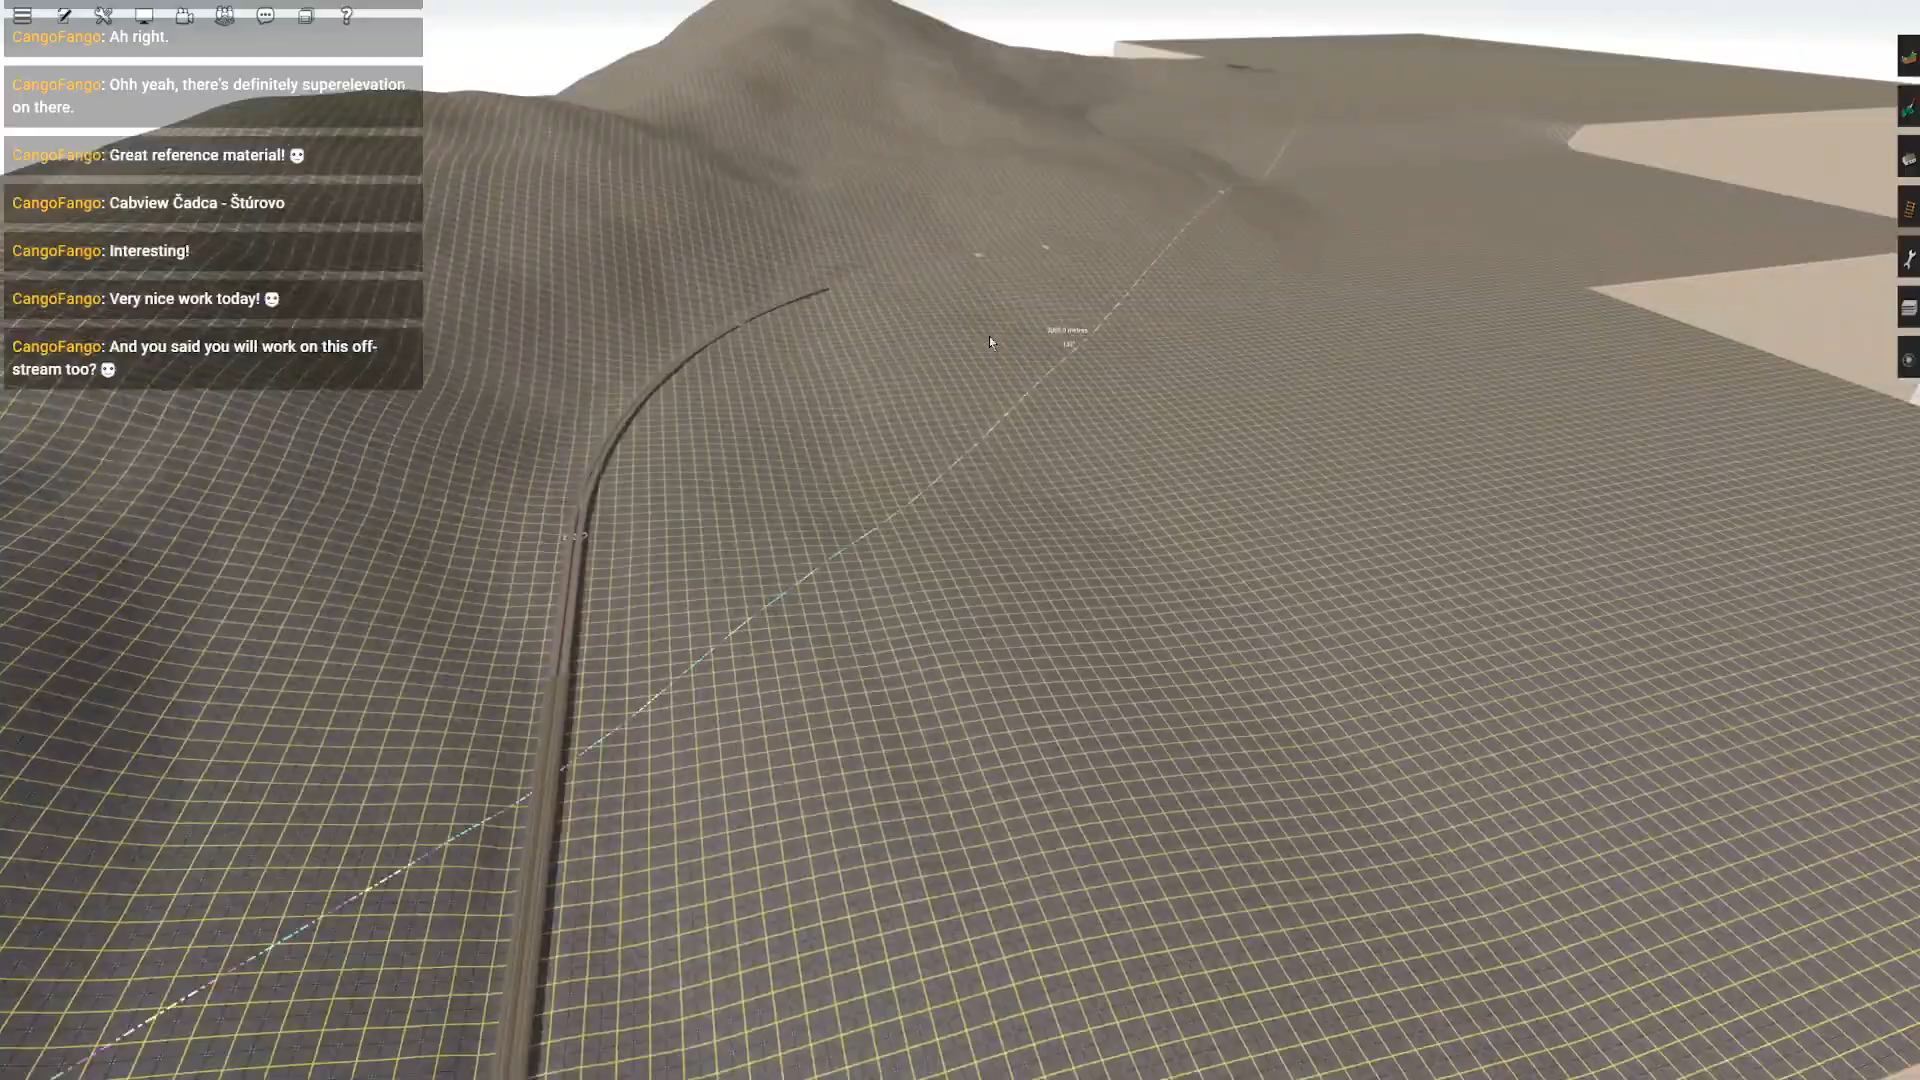 CangoFango: Ah right.
CangoFango: Ohh yeah, there's definitely superelevation
on there.
CangoFango: Great reference material!
CangoFango: Cabview Čadca - Štúrovo
CangoFango: Interesting!
CangoFango: Very nice work today!
CangoFango: And you said you will work on this off-
stream too?
metres